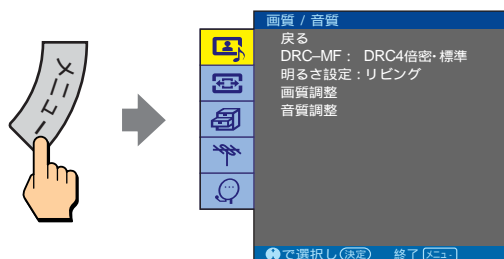 メニュー
画質 / 音質
戻る
DRC–MF： DRC4倍密・標準
明るさ設定：リビング
画質調整
音質調整
で選択し 決定 終了 メニュー